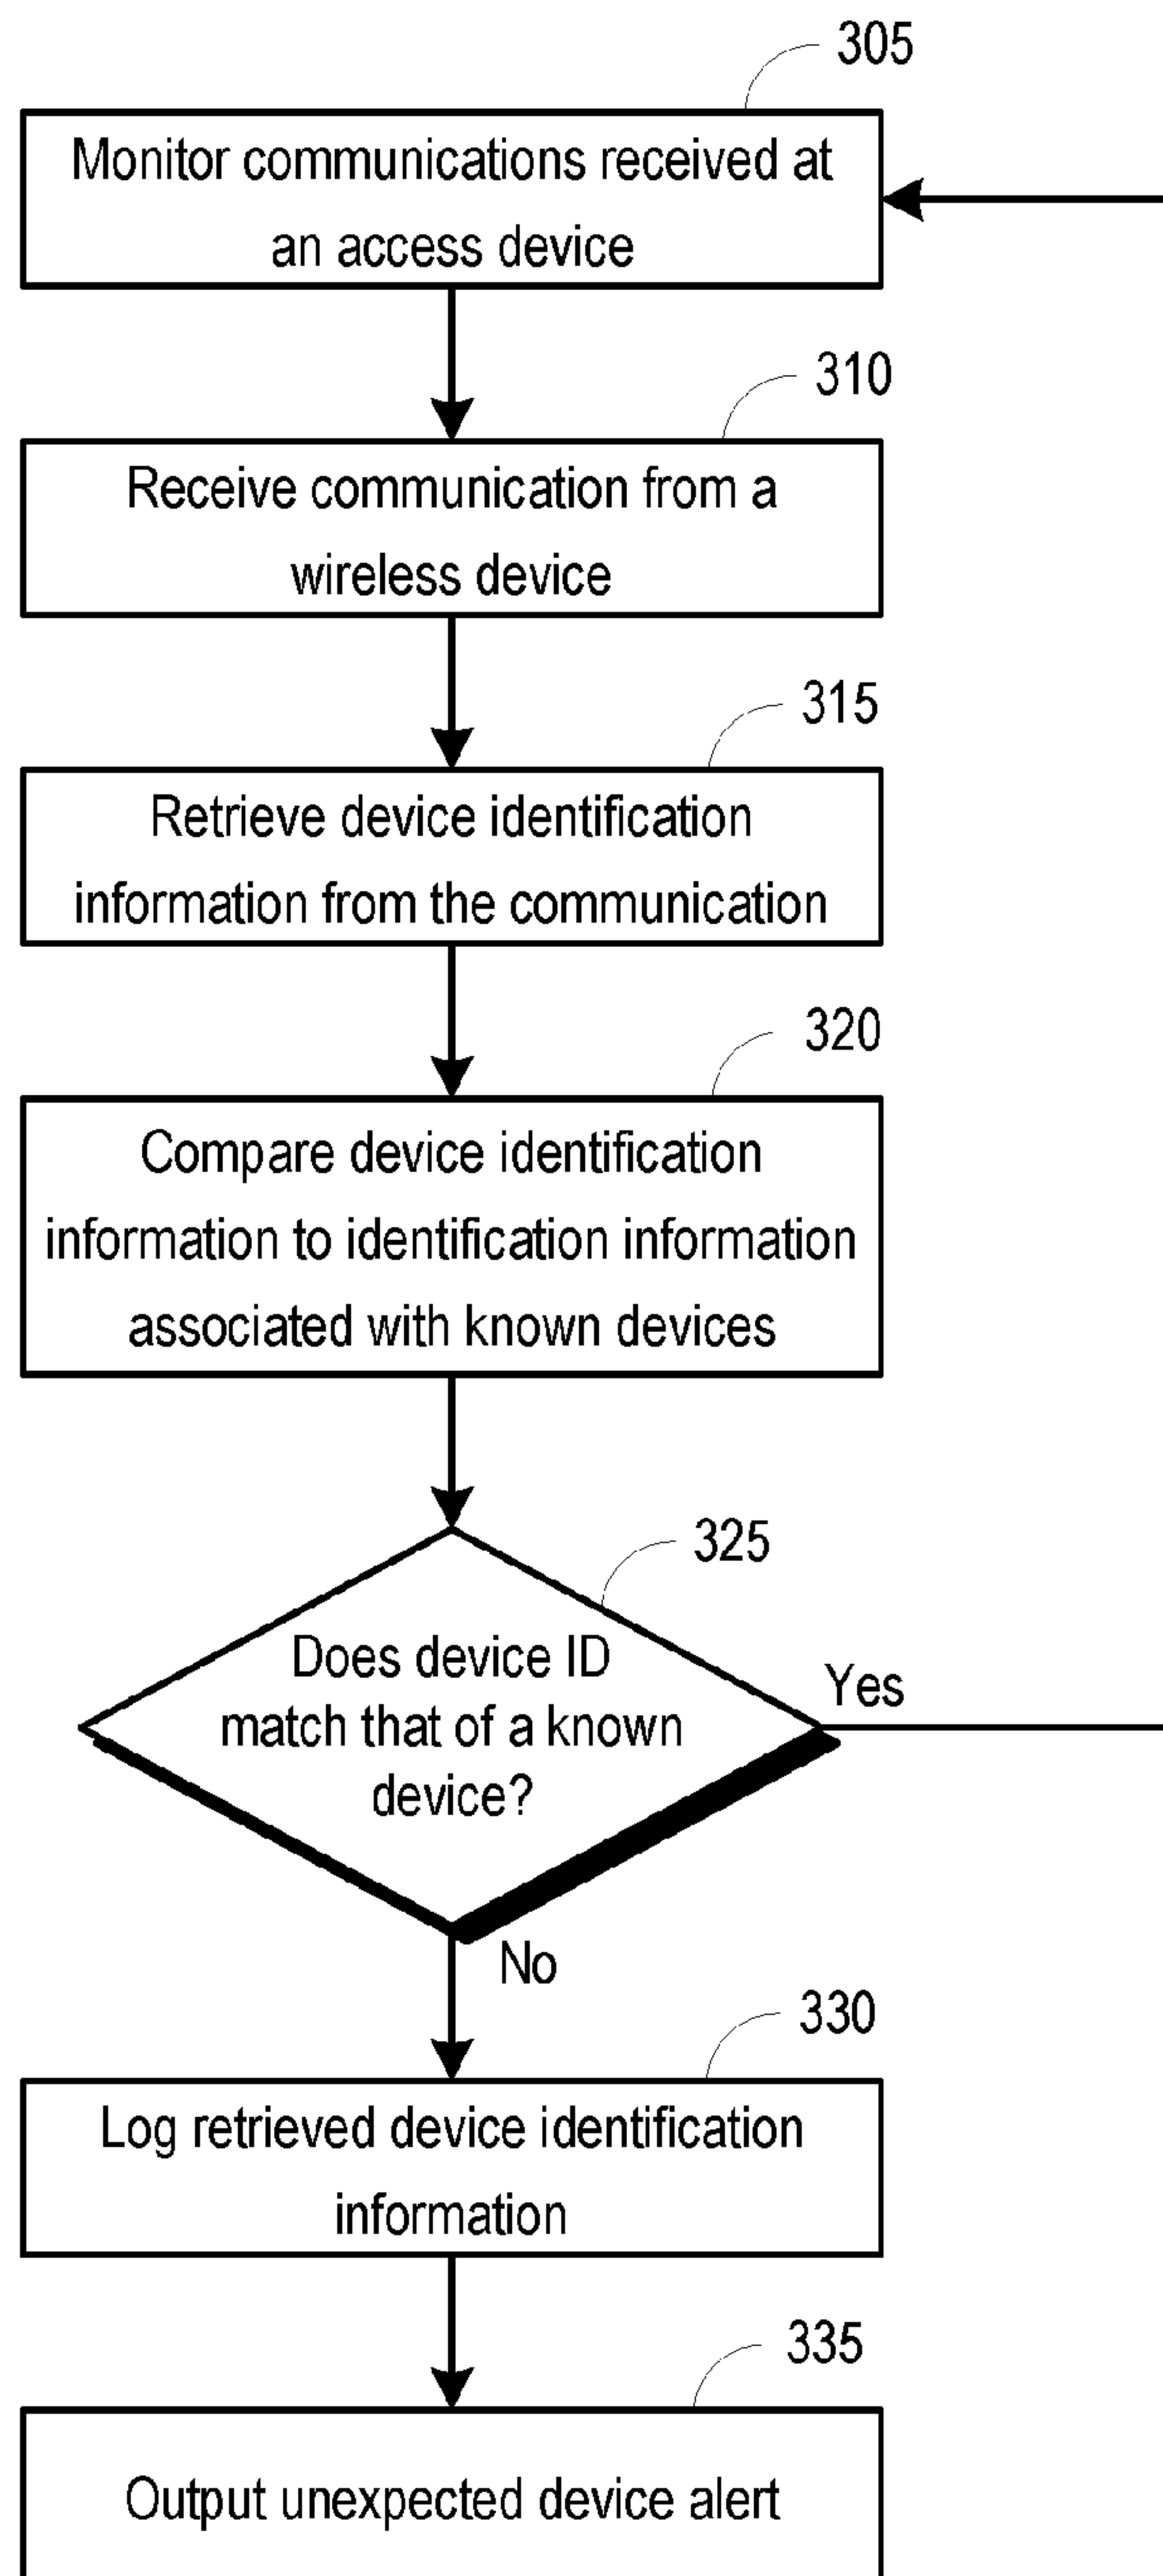 305
Monitor communications received at
an access device
310
Receive communication from a
wireless device
315
Retrieve device identification
information from the communication
320
Compare device identification
information to identification information
associated with known devices
325
Does device ID
match that of a known
device?
Yes
No
330
Log retrieved device identification
information
335
Output unexpected device alert